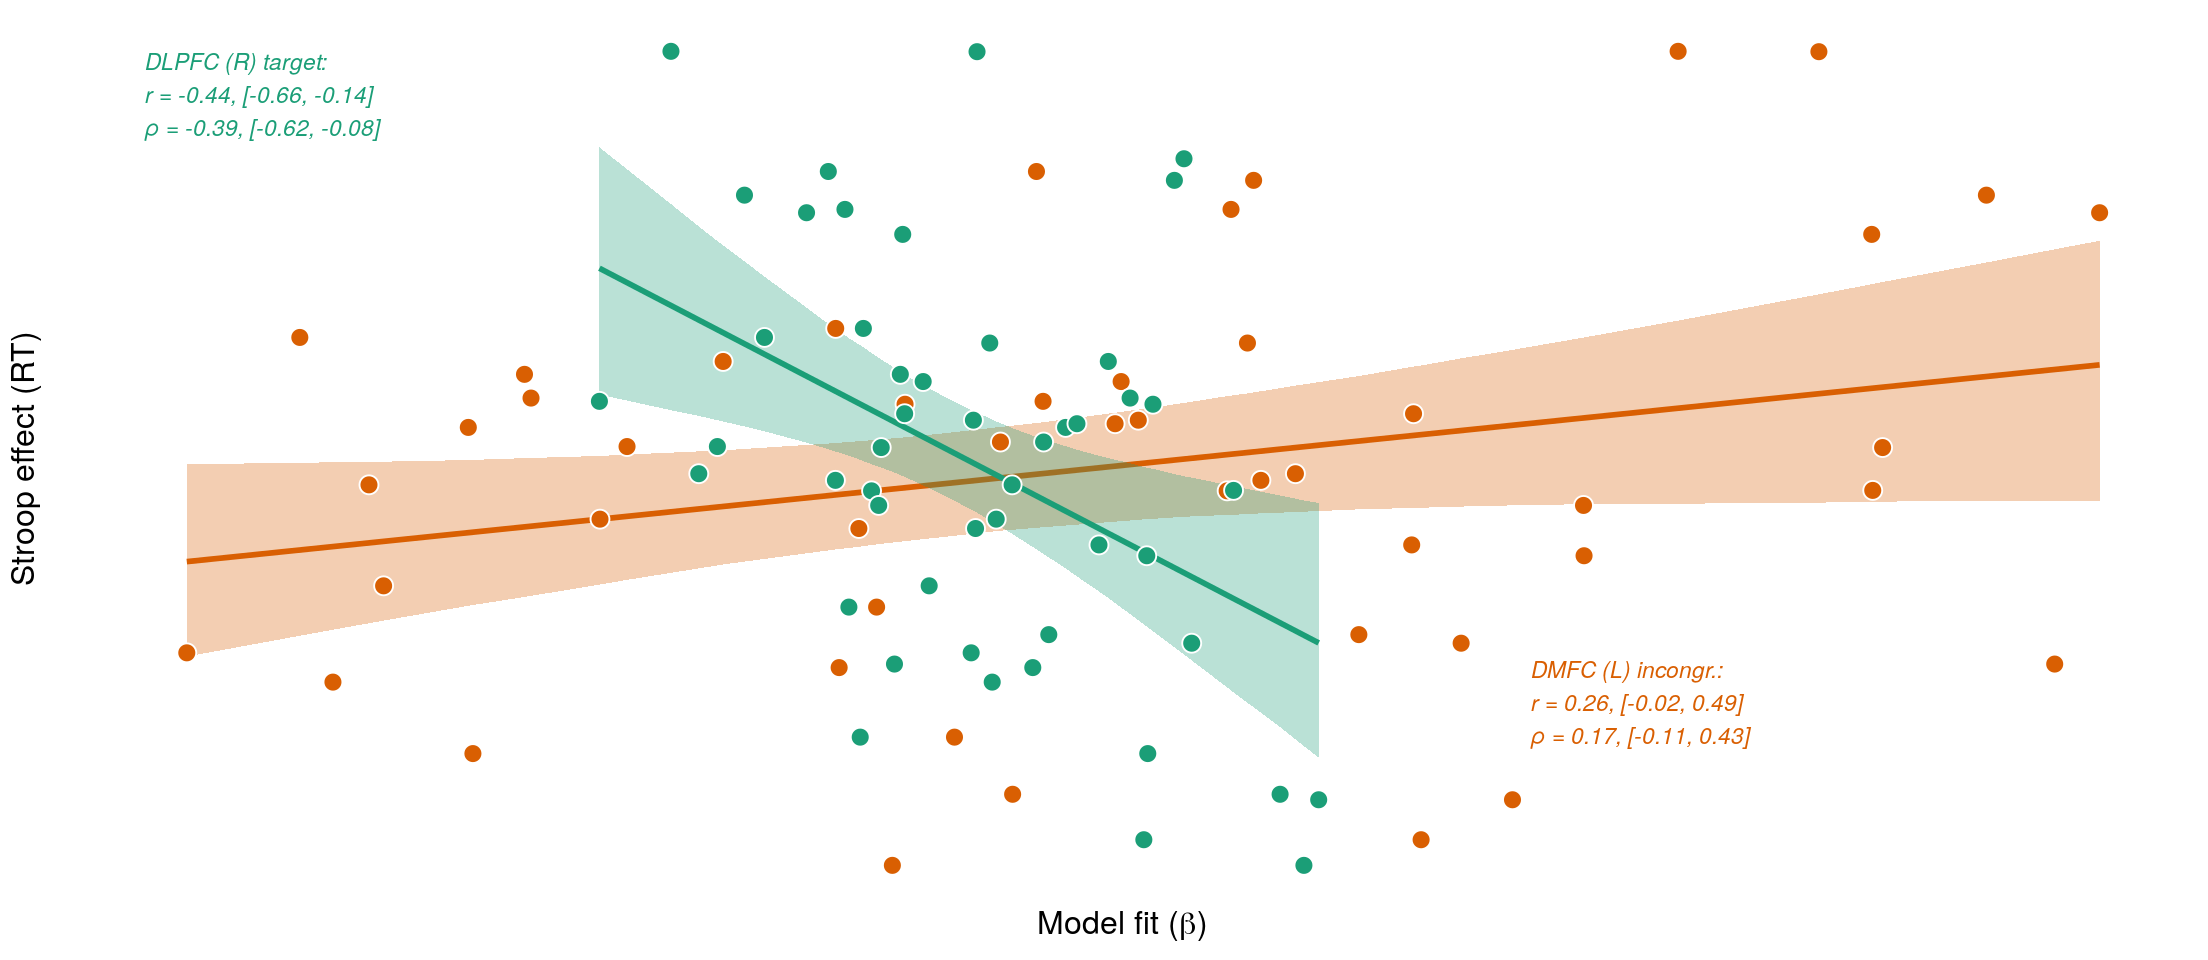 DLPFC (R) target:
r = -0.44, [-0.66, -0.14]
ρ = -0.39, [-0.62, -0.08]
Stroop effect (RT)
DMFC (L) incongr.:
r = 0.26, [-0.02, 0.49]
ρ = 0.17, [-0.11, 0.43]
Model fit (β)